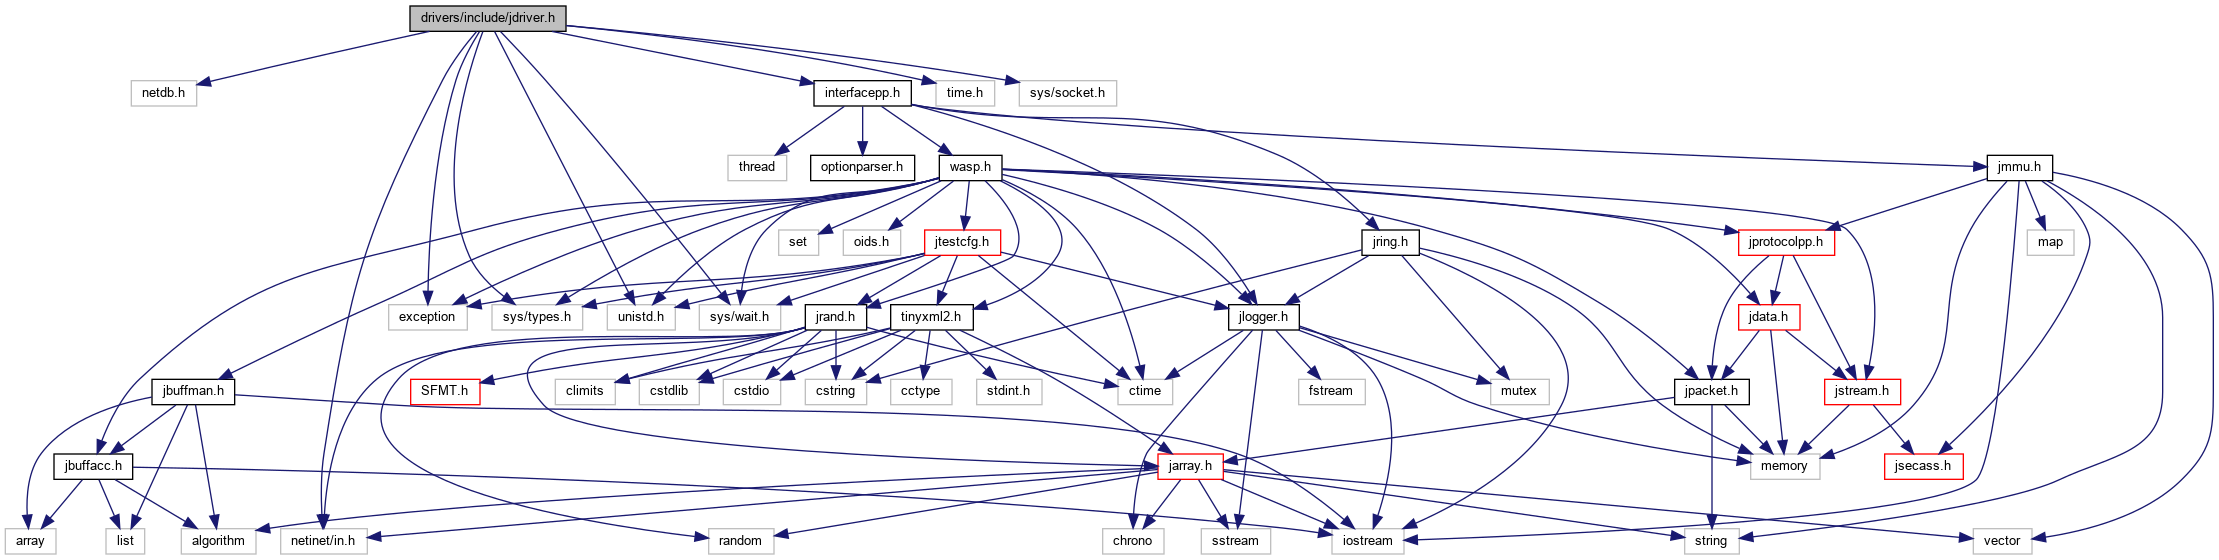 drivers/include/jdriver.h
netdb.h
interfacepp.h
time.h
sys/socket.h
thread
optionparser.h
wasp.h
jmmu.h
set
oids.h
jtestcfg.h
jring.h
jprotocolpp.h
map
exception
sys/types.h
unistd.h
sys/wait.h
jrand.h
tinyxml2.h
jlogger.h
jdata.h
jbuffman.h
SFMT.h
climits
cstdlib
cstdio
cstring
cctype
stdint.h
ctime
fstream
mutex
jpacket.h
jstream.h
jbuffacc.h
jarray.h
memory
jsecass.h
array
list
algorithm
netinet/in.h
random
chrono
sstream
iostream
string
vector